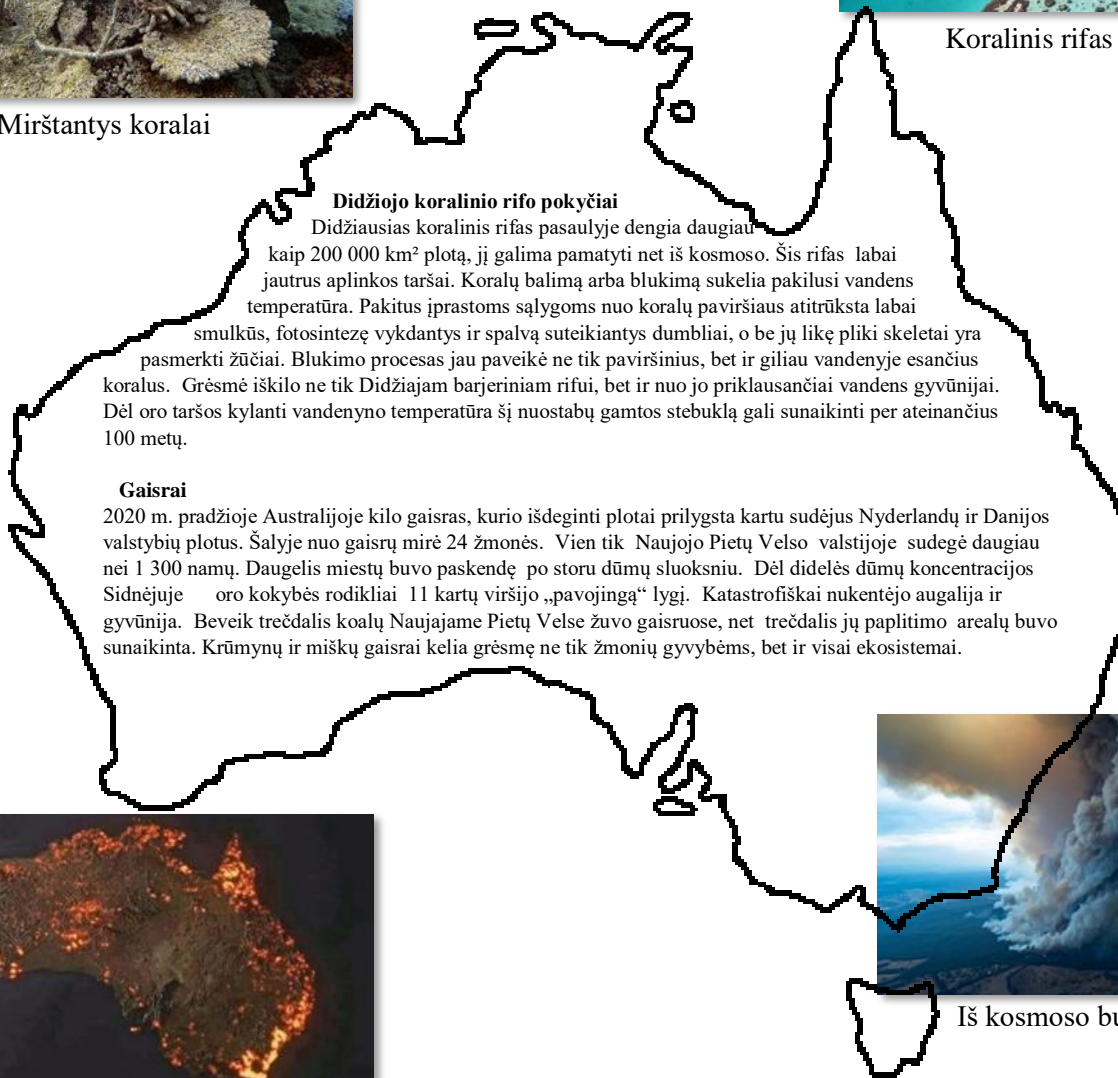 Koralinis rifas
Mirštantys koralai
Didžiojo koralinio rifo pokyčiai
Didžiausias koralinis rifas pasaulyje dengia daugiau
kaip 200 000 km² plotą, jį galima pamatyti net iš kosmoso. Šis rifas labai
jautrus aplinkos taršai. Koralų balimą arba blukimą sukelia pakilusi vandens
temperatūra. Pakitus įprastoms sąlygoms nuo koralų paviršiaus atitrūksta labai
smulkūs, fotosintezę vykdantys ir spalvą suteikiantys dumbliai, o be jų likę pliki skeletai yra
pasmerkti žūčiai. Blukimo procesas jau paveikė ne tik paviršinius, bet ir giliau vandenyje esančius
koralus. Grėsmė iškilo ne tik Didžiajam barjeriniam rifui, bet ir nuo jo priklausančiai vandens gyvūnijai.
Dėl oro taršos kylanti vandenyno temperatūra šį nuostabų gamtos stebuklą gali sunaikinti per ateinančius
100 metų.
Gaisrai
2020 m. pradžioje Australijoje kilo gaisras, kurio išdeginti plotai prilygsta kartu sudėjus Nyderlandų ir Danijos
valstybių plotus. Šalyje nuo gaisrų mirė 24 žmonės. Vien tik Naujojo Pietų Velso valstijoje sudegė daugiau
nei 1 300 namų. Daugelis miestų buvo paskendę po storu dūmų sluoksniu. Dėl didelės dūmų koncentracijos
Sidnėjuje oro kokybės rodikliai 11 kartų viršijo „pavojingą“ lygį. Katastrofiškai nukentėjo augalija ir
gyvūnija. Beveik trečdalis koalų Naujajame Pietų Velse žuvo gaisruose, net trečdalis jų paplitimo arealų buvo
sunaikinta. Krūmynų ir miškų gaisrai kelia grėsmę ne tik žmonių gyvybėms, bet ir visai ekosistemai.
Iš kosmoso bu